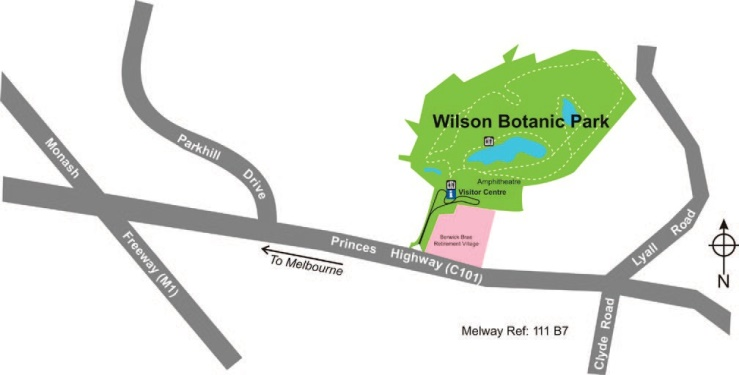 Wilson Botanic Park
Monash
Parkhill
Drive
Amphitheatre
Visitor Centre
Berwick Brae
Retirement Village
Lyall Road
Princes Highway (C101)
Freeway (M1)
To Melbourne
N
Clyde Road
Melway Ref: 111 B7